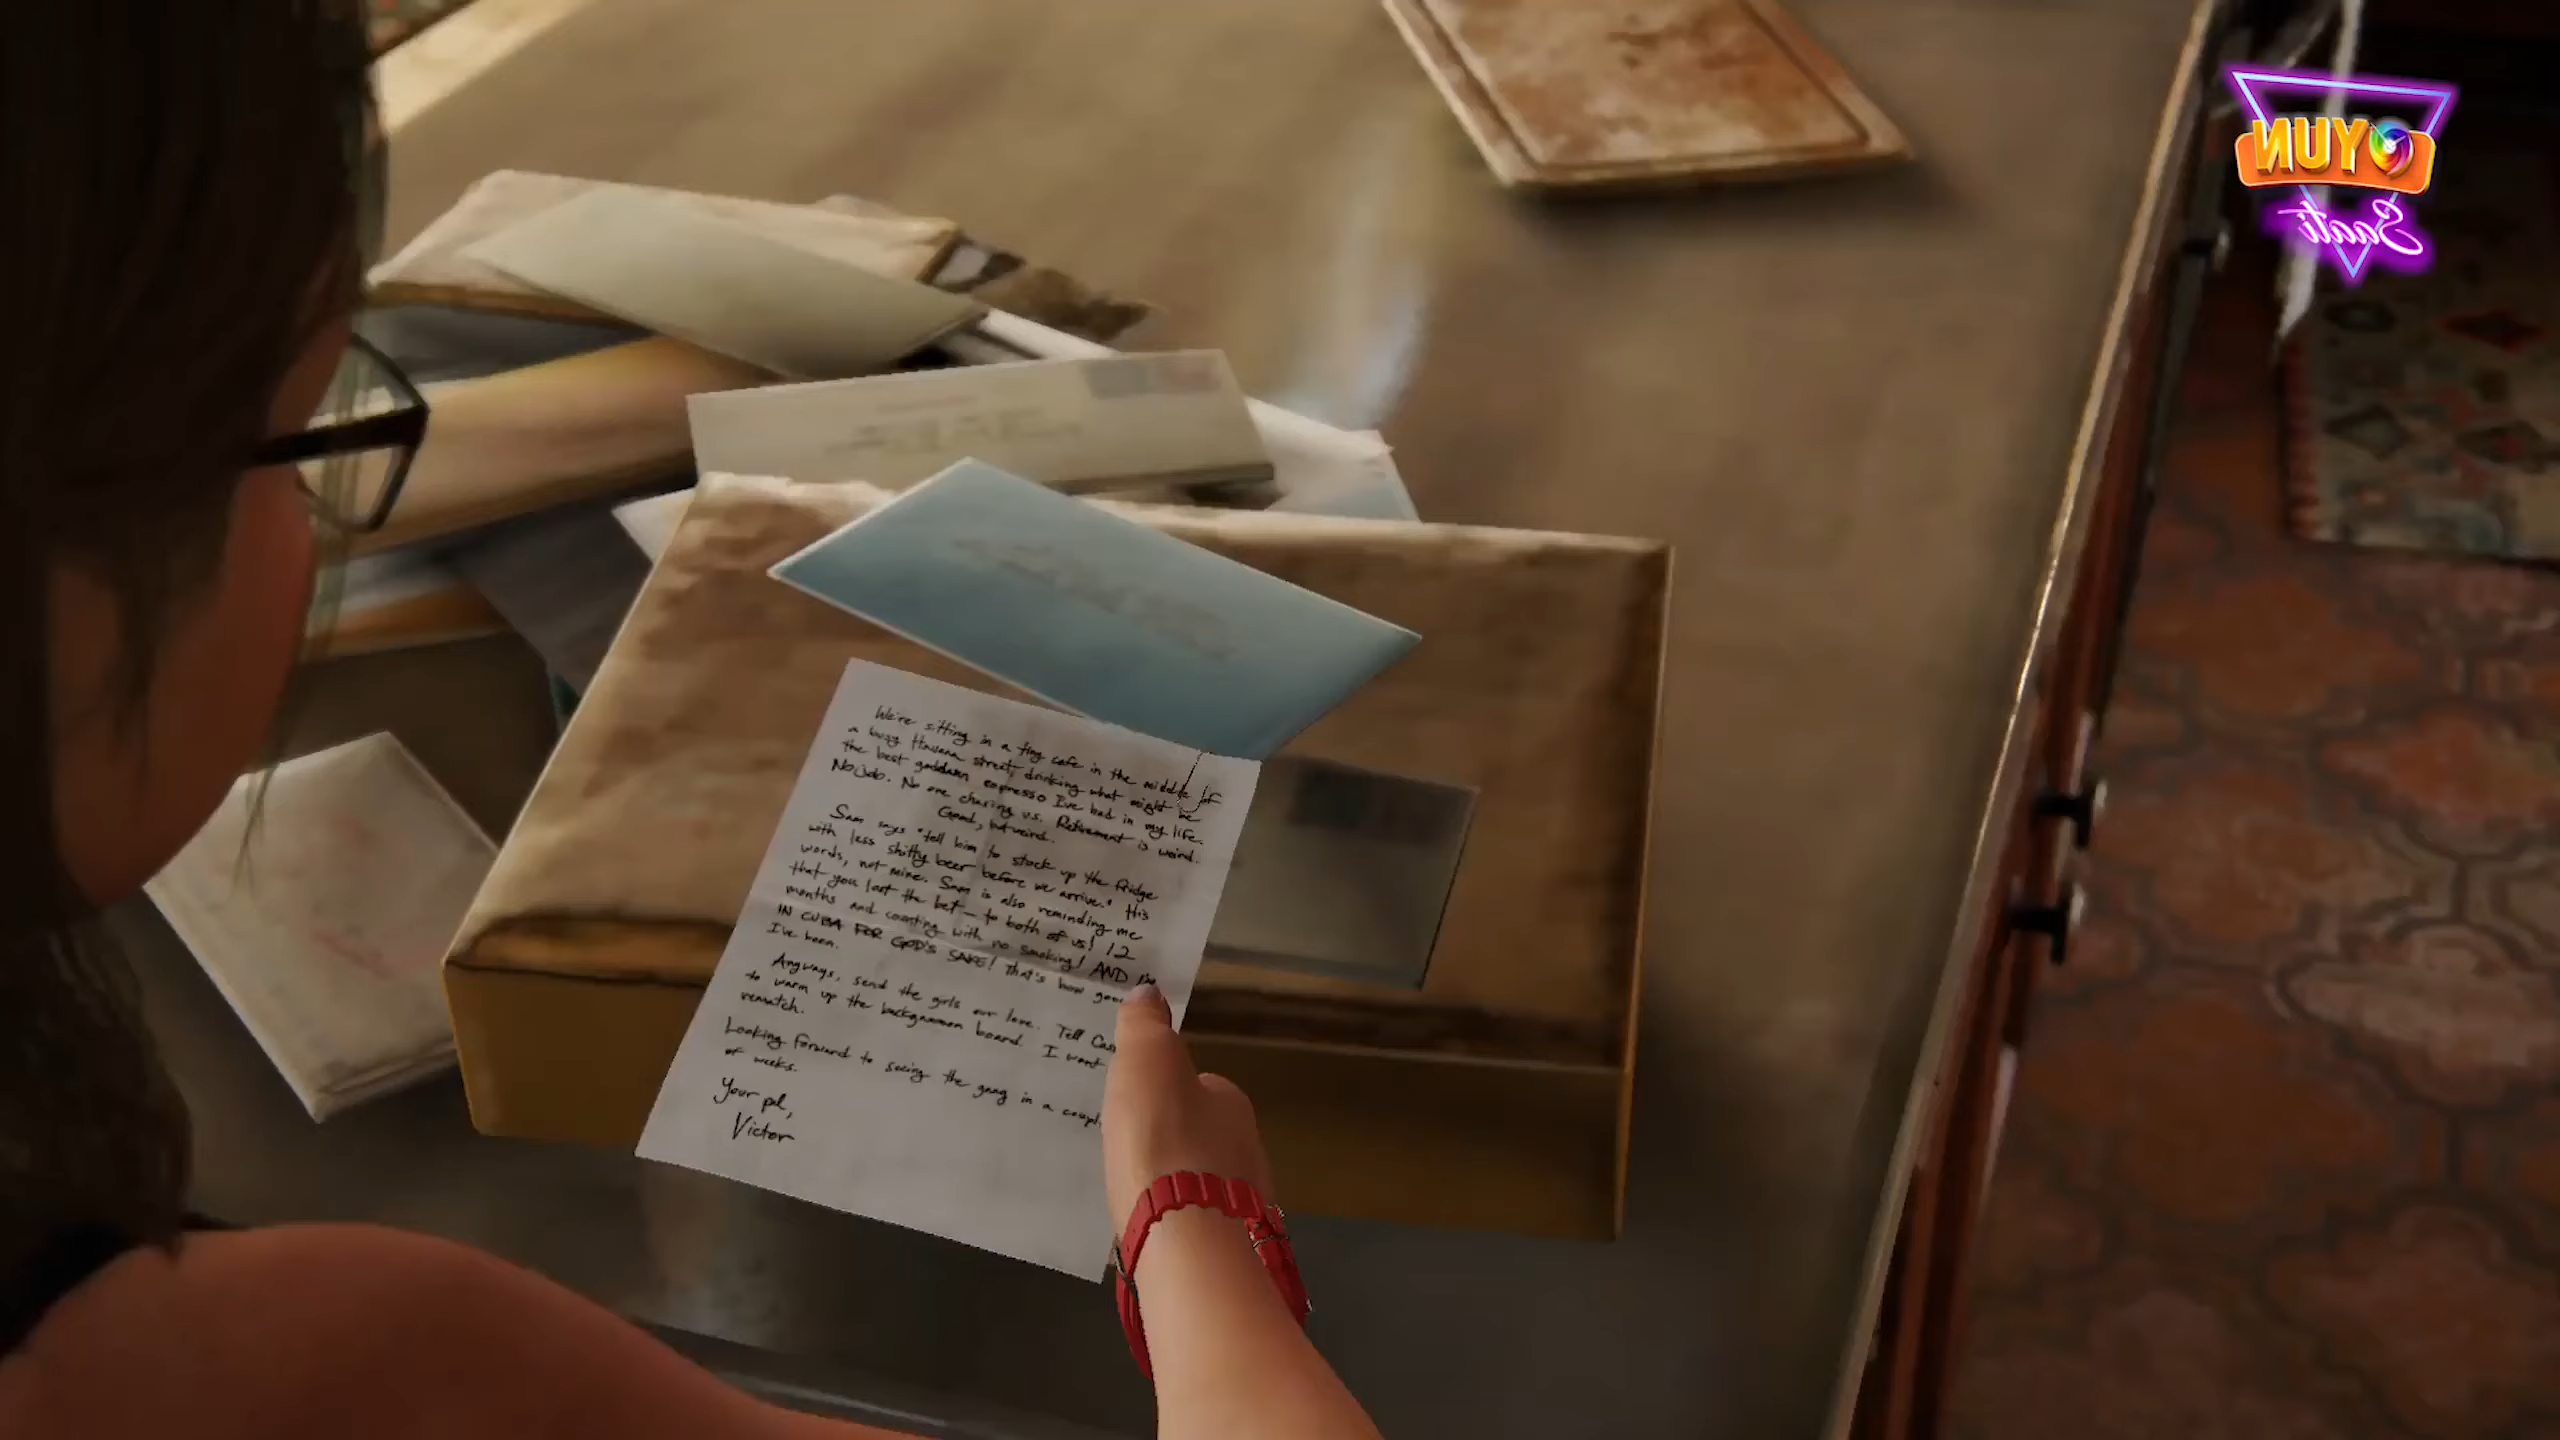 We're sitting in a tiny cafe in the middle of
a busy Havana street, drinking what might be
the best goddamn espresso I've had in my life.
No job. No one chasing us. Retirement is weird.
Good, but weird.
Sam says "tell him to stock up the fridge
with less shitty beer before we arrive." His
words, not mine. Sam is also reminding me
that you lost the bet — to both of us! 12
months and counting with no smoking! AND I'm
IN CUBA FOR GOD'S SAKE! That's how good
I've been.
Anyways, send the girls our love. Tell Cas
to warm up the backgammon board. I want
rematch.
Looking forward to seeing the gang in a coupl
of weeks.
Your pal,
Victor
OYUN
Saati